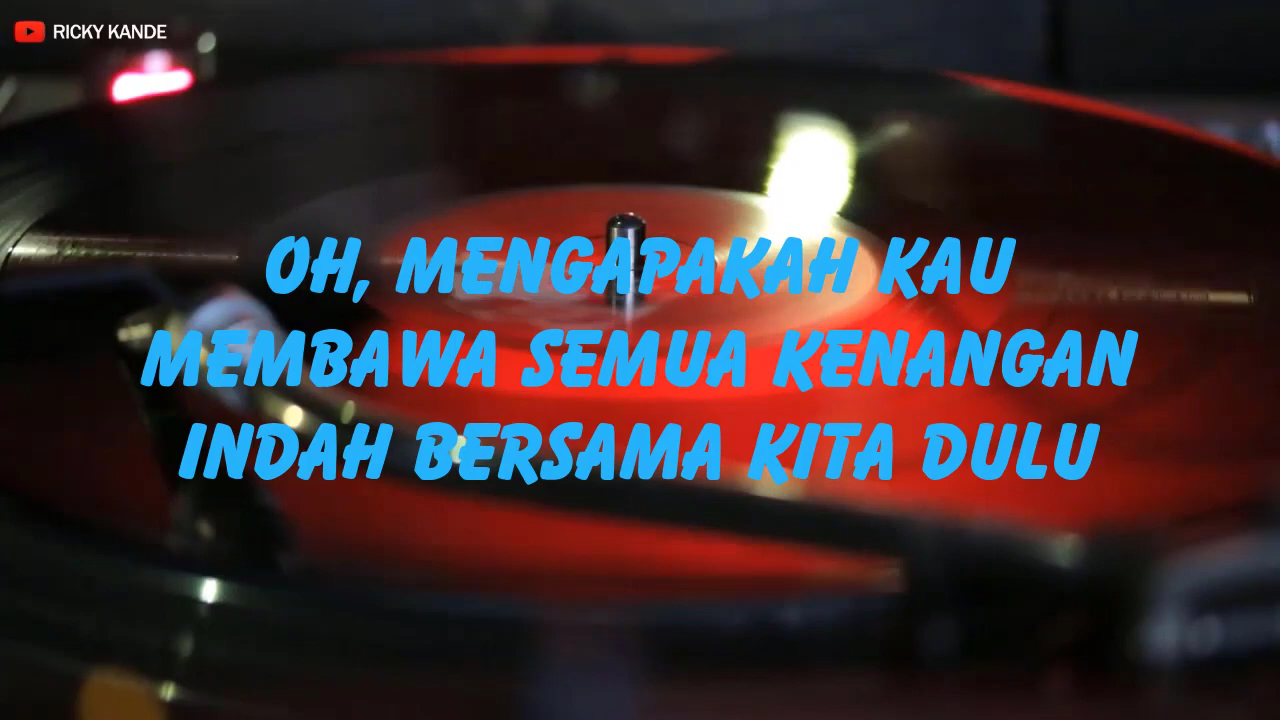 RICKY KANDE
OH, MENGAPAKAH KAU
MEMBAWA SEMUA KENANGAN
INDAH BERSAMA KITA DULU